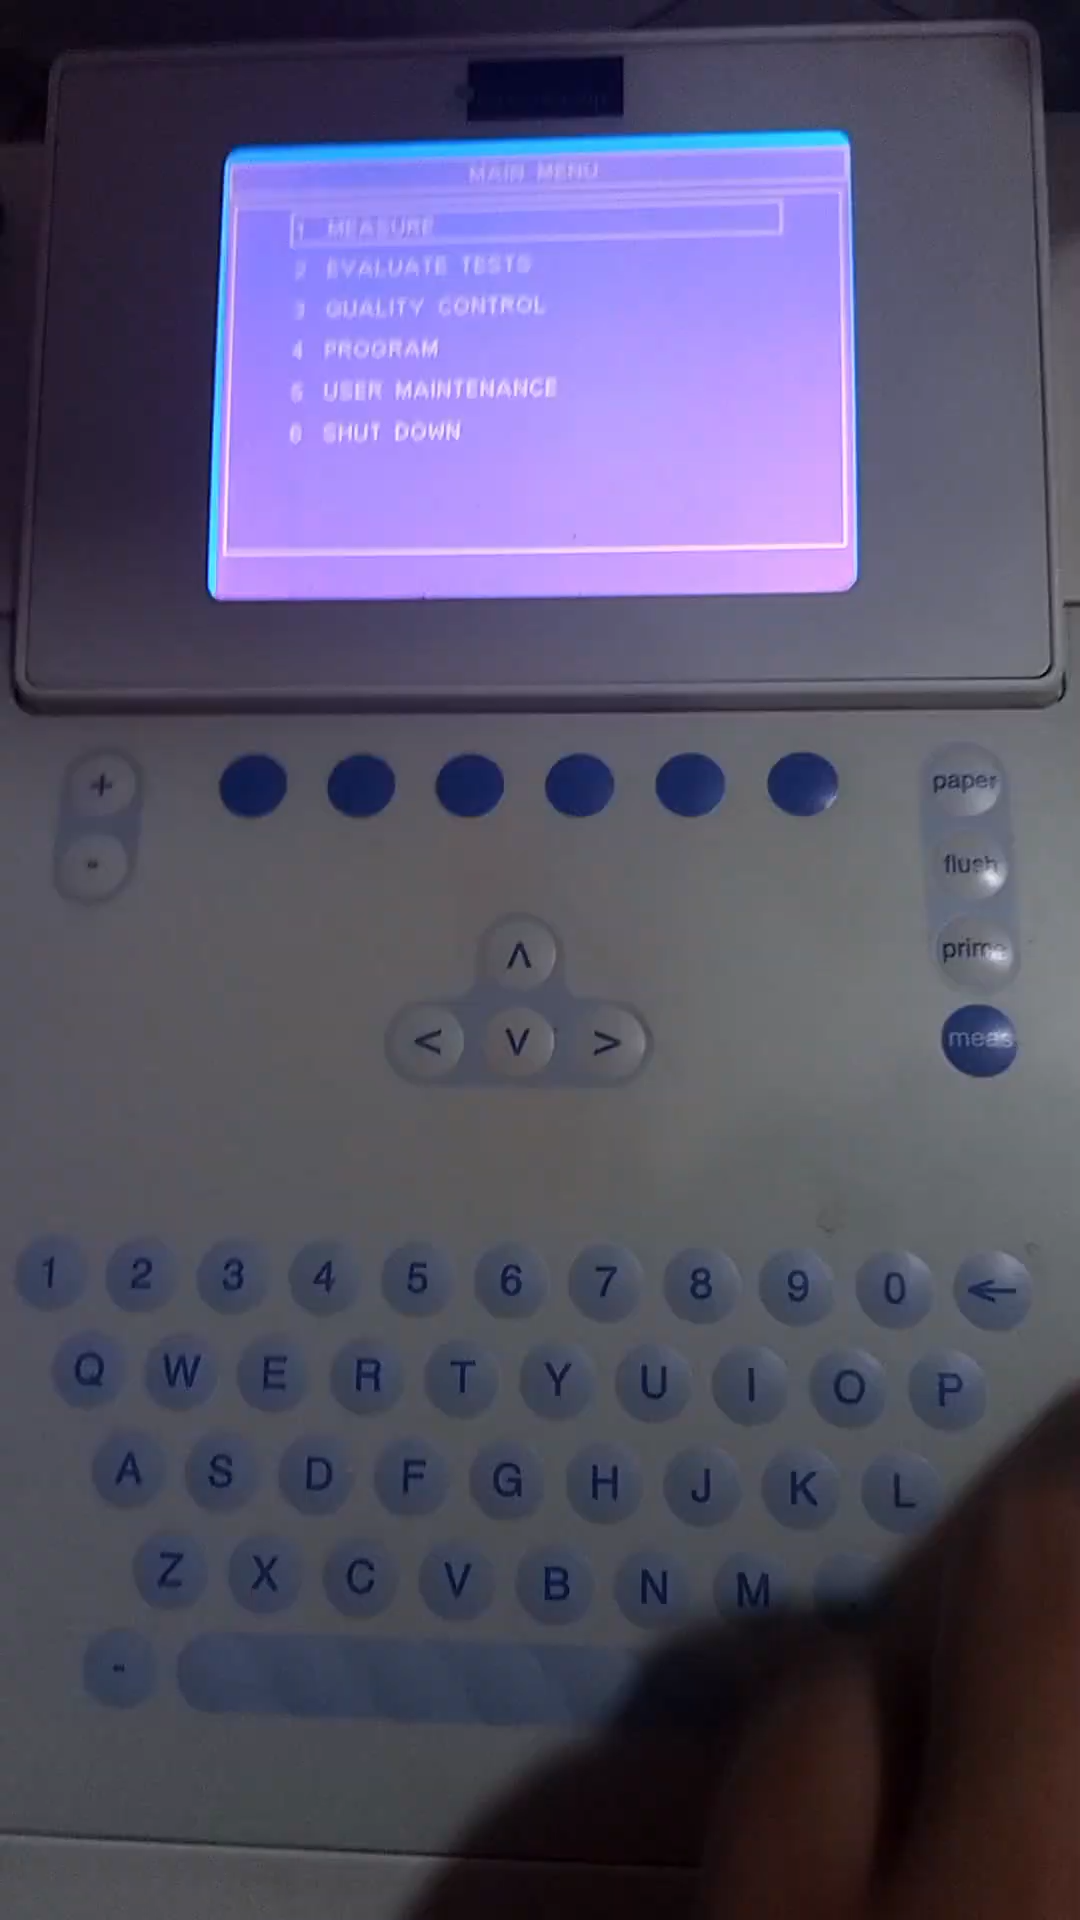 MAIN MENU
1 MEASURE
2 EVALUATE TESTS
3 QUALITY CONTROL
4 PROGRAM
5 USER MAINTENANCE
6 SHUT DOWN
+
paper
-
flush
prime
meas
1 2 3 4 5 6 7 8 9 0 ←
Q W E R T Y U I O P
A S D F G H J K L
Z X C V B N M
-